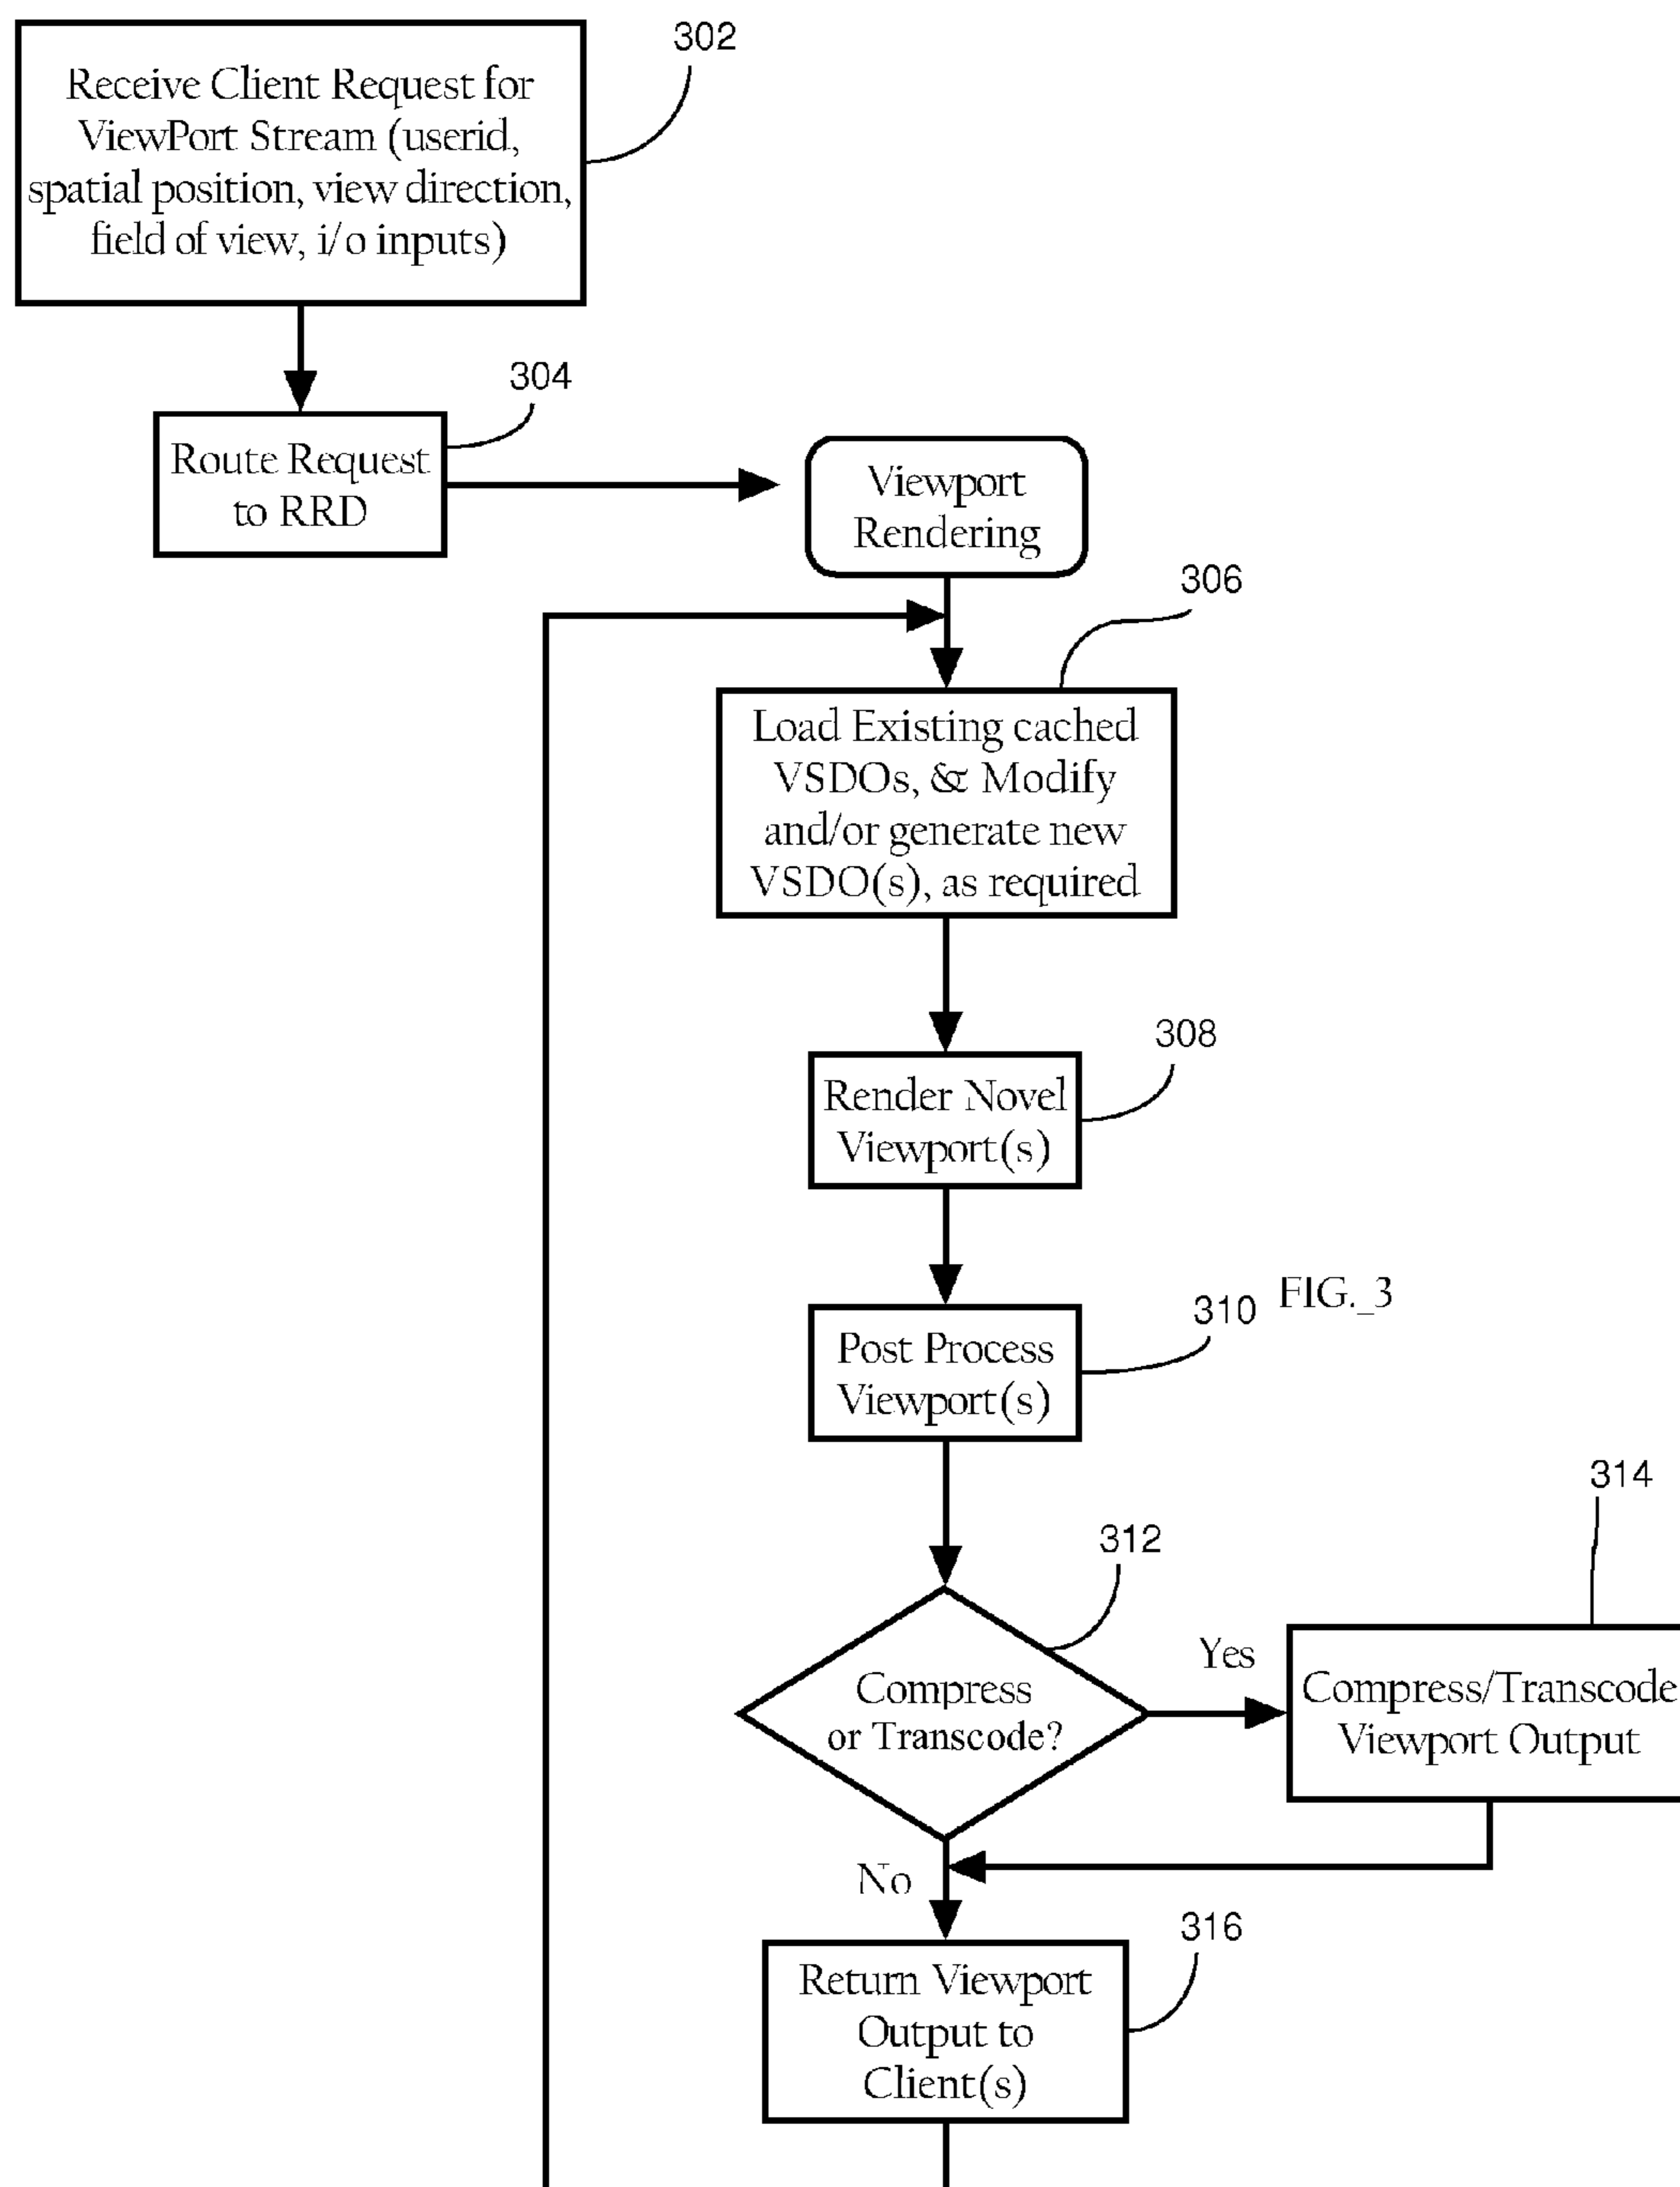 302
Receive Client Request for
ViewPort Stream (userid,
spatial position, view direction,
field of view, i/o inputs)
304
Route Request
to RRD
Viewport
Rendering
306
Load Existing cached
VSDOs, & Modify
and/or generate new
VSDO(s), as required
308
Render Novel
Viewport(s)
310
FIG._3
Post Process
Viewport(s)
312
314
Compress
or Transcode?
Yes
Compress/Transcode
Viewport Output
No
316
Return Viewport
Output to
Client(s)